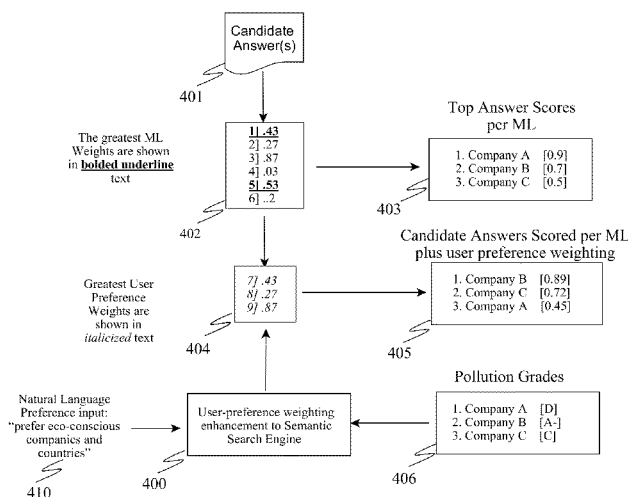 Candidate
Answer(s)
401
The greatest ML
Weights are shown
in bolded underline
text
1] .43
2] .27
3] .87
4] .03
5] .53
6] ..2
402
Top Answer Scores
per ML
1. Company A [0.9]
2. Company B [0.7]
3. Company C [0.5]
403
Greatest User
Preference
Weights are
shown in
italicized text
7] .43
8] .27
9] .87
404
Candidate Answers Scored per ML
plus user preference weighting
1. Company B [0.89]
2. Company C [0.72]
3. Company A [0.45]
405
Natural Language
Preference input:
“prefer eco-conscious
companies and
countries”
410
User-preference weighting
enhancement to Semantic
Search Engine
400
Pollution Grades
1. Company A [D]
2. Company B [A-]
3. Company C [C]
406